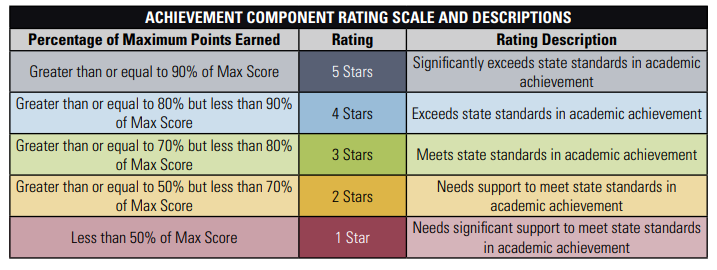 ACHIEVEMENT COMPONENT RATING SCALE AND DESCRIPTIONS
Percentage of Maximum Points Earned Rating Rating Description
Greater than or equal to 90% of Max Score 5 Stars Significantly exceeds state standards in academic
achievement
Greater than or equal to 80% but less than 90%
of Max Score 4 Stars Exceeds state standards in academic achievement
Greater than or equal to 70% but less than 80%
of Max Score 3 Stars Meets state standards in academic achievement
Greater than or equal to 50% but less than 70%
of Max Score 2 Stars Needs support to meet state standards in
academic achievement
Less than 50% of Max Score 1 Star Needs significant support to meet state standards
in academic achievement